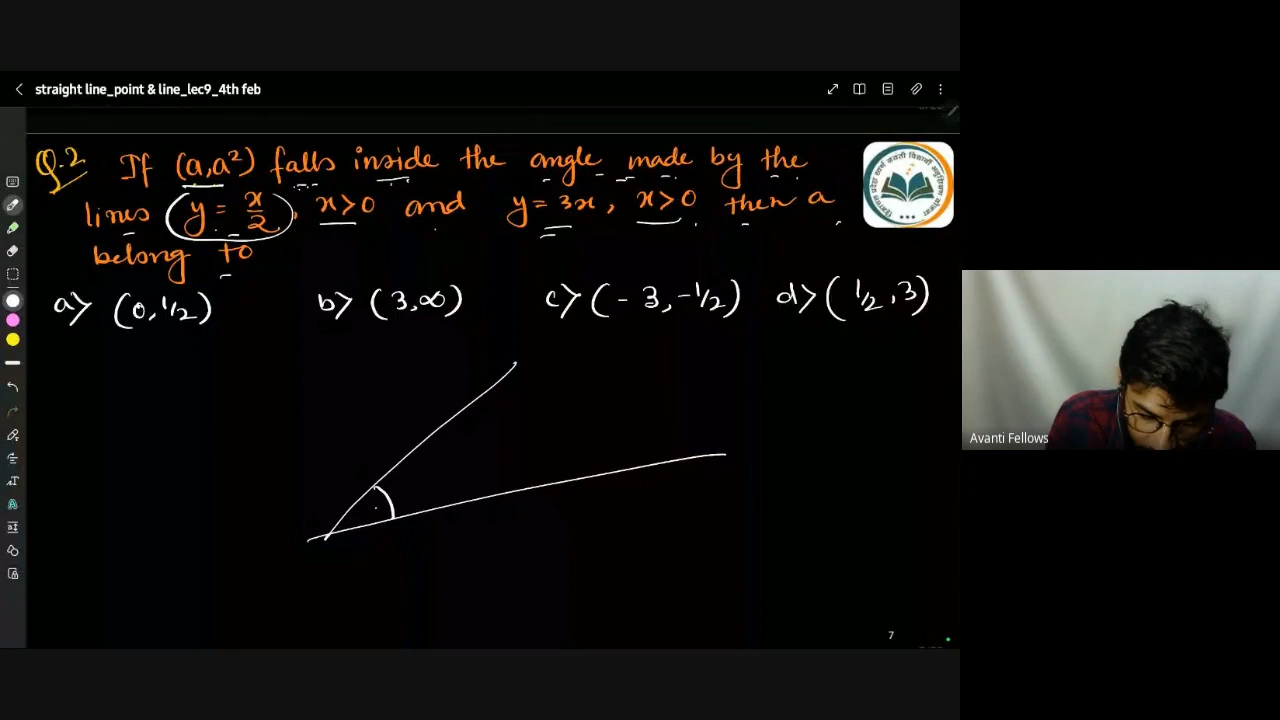 straight line_point & line_lec9_4th feb
Q.2 If (a,a²) falls inside the angle made by the
lines y = x/2, x>0 and y = 3x, x>0 then a
belong to
a> (0,1/2) b> (3,∞) c> (-3,-1/2) d> (1/2,3)
Avanti Fellows
7